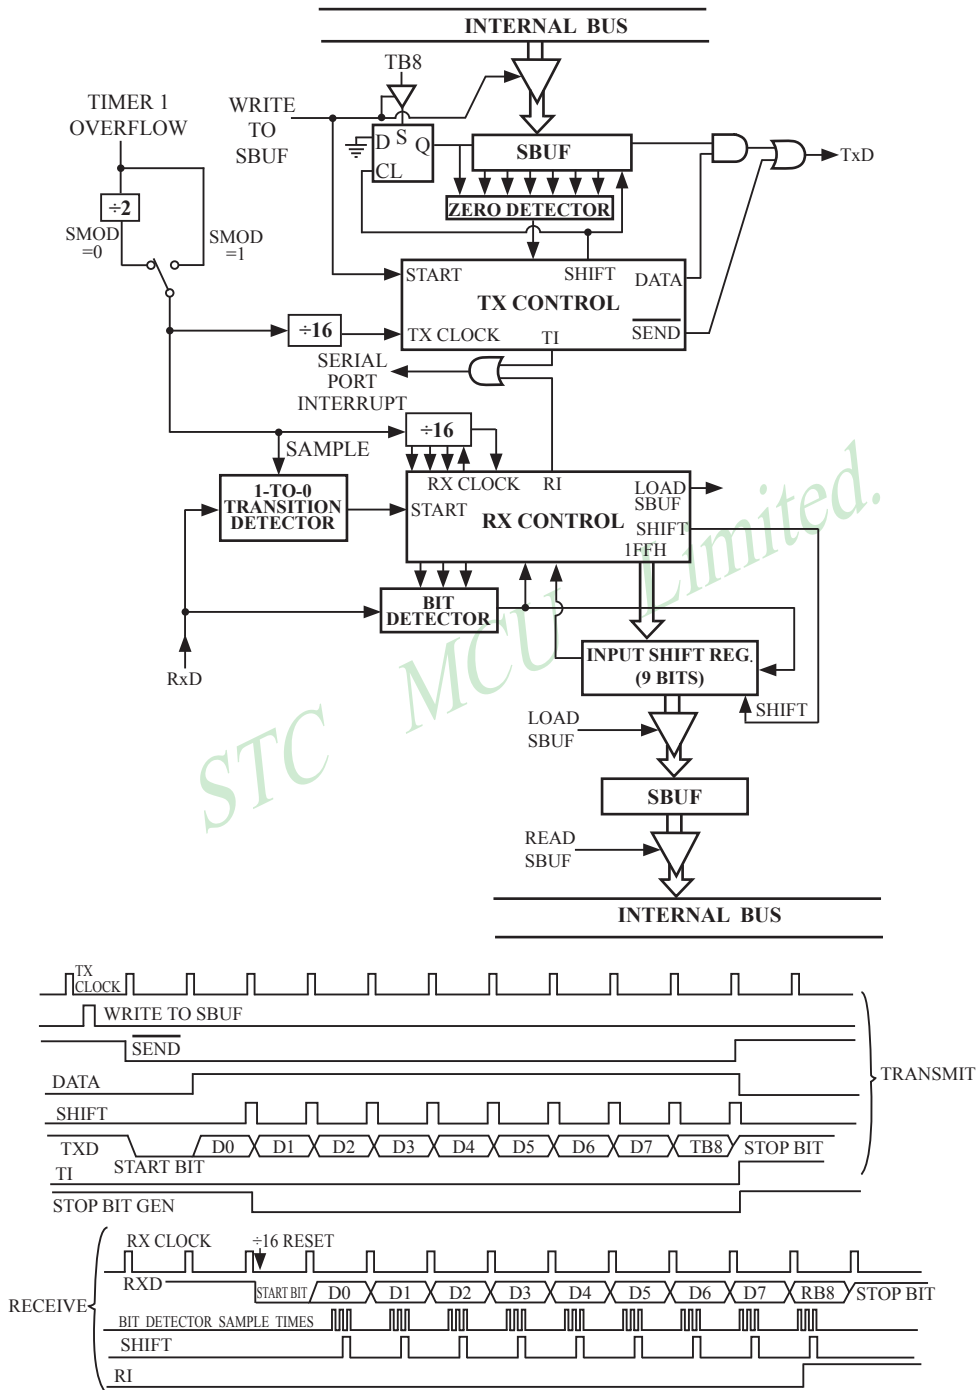 INTERNAL BUS
TB8
TIMER 1
OVERFLOW
WRITE
TO
SBUF
D S Q
CL
SBUF
TxD
÷2
ZERO DETECTOR
SMOD
=0
SMOD
=1
START
SHIFT
DATA
TX CONTROL
÷16
TX CLOCK
TI
SEND
SERIAL
PORT
INTERRUPT
÷16
SAMPLE
RX CLOCK
RI
LOAD
SBUF
1-TO-0
TRANSITION
DETECTOR
START
RX CONTROL
SHIFT
1FFH
BIT
DETECTOR
RxD
INPUT SHIFT REG.
(9 BITS)
SHIFT
LOAD
SBUF
SBUF
READ
SBUF
INTERNAL BUS
STC MCU Limited.
TX
CLOCK
WRITE TO SBUF
SEND
DATA
TRANSMIT
SHIFT
TXD
START BIT
D0 D1 D2 D3 D4 D5 D6 D7 TB8 STOP BIT
TI
STOP BIT GEN
RX CLOCK
÷16 RESET
RXD
START BIT D0 D1 D2 D3 D4 D5 D6 D7 RB8 STOP BIT
RECEIVE
BIT DETECTOR SAMPLE TIMES
SHIFT
RI